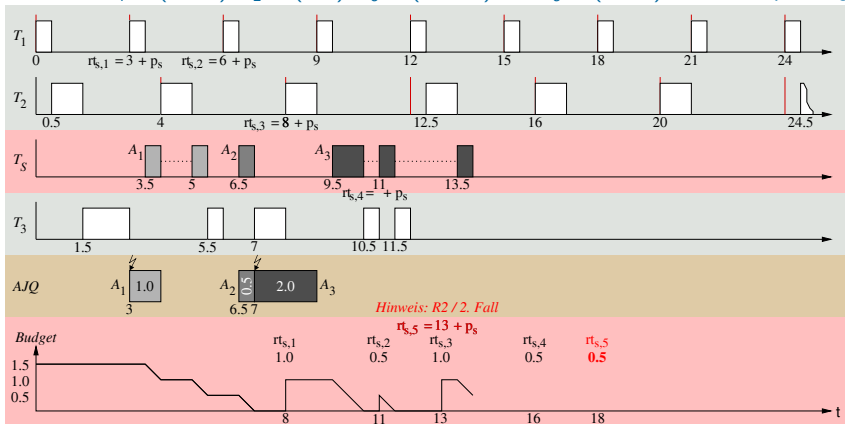 T1
0 3 6 9 12 15 18 21 24
rts,1 = 3 + ps rts,2 = 6 + ps
T2
0.5 4 8 12.5 16 20 24.5
rts,3 = 8 + ps
TS A1 A2 A3
3.5 5 6.5 9.5 11 13.5
rts,4 = + ps
T3
1.5 5.5 7 10.5 11.5
AJQ A1 1.0 A2 0.5 2.0 A3
3 6.5 7
Hinweis: R2 / 2. Fall
rts,5 = 13 + ps
Budget rts,1 rts,2 rts,3 rts,4 rts,5
1.0 0.5 1.0 0.5 0.5
1.5
1.0
0.5
8 11 13 16 18 t